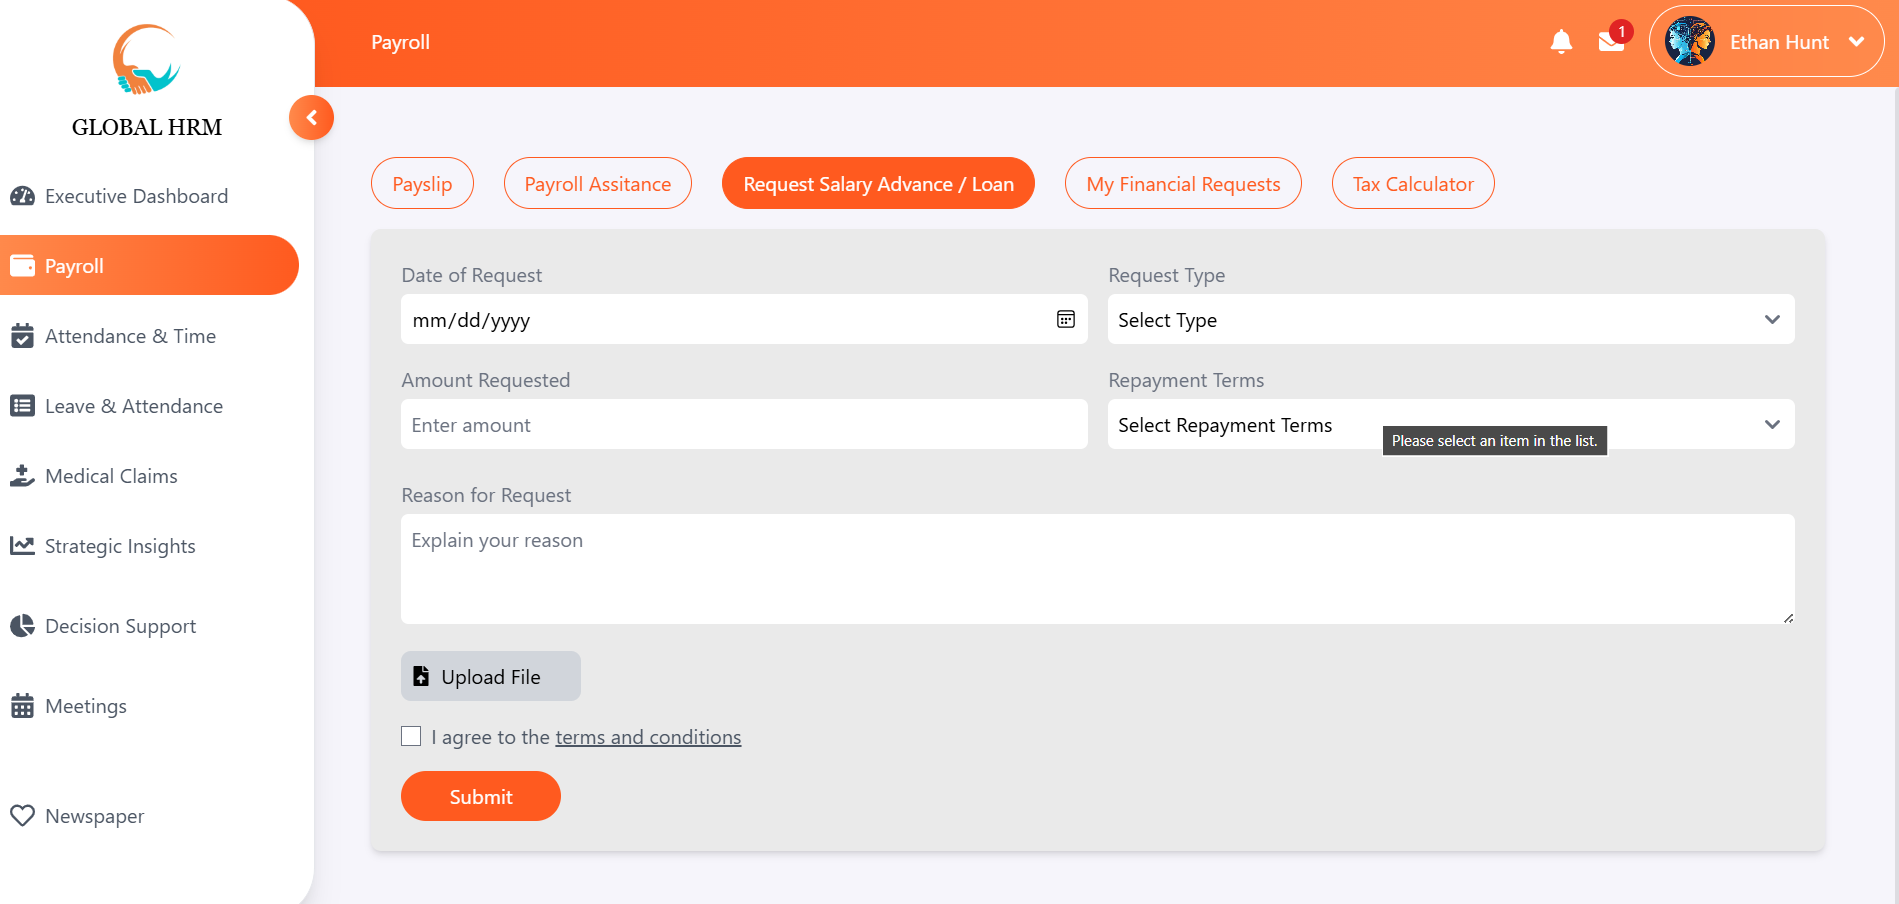 GLOBAL HRM
Executive Dashboard
Payroll
Attendance & Time
Leave & Attendance
Medical Claims
Strategic Insights
Decision Support
Meetings
Newspaper
Payroll
1
Ethan Hunt
Payslip
Payroll Assitance
Request Salary Advance / Loan
My Financial Requests
Tax Calculator
Date of Request
mm/dd/yyyy
Request Type
Select Type
Amount Requested
Enter amount
Repayment Terms
Select Repayment Terms
Please select an item in the list.
Reason for Request
Explain your reason
Upload File
I agree to the terms and conditions
Submit